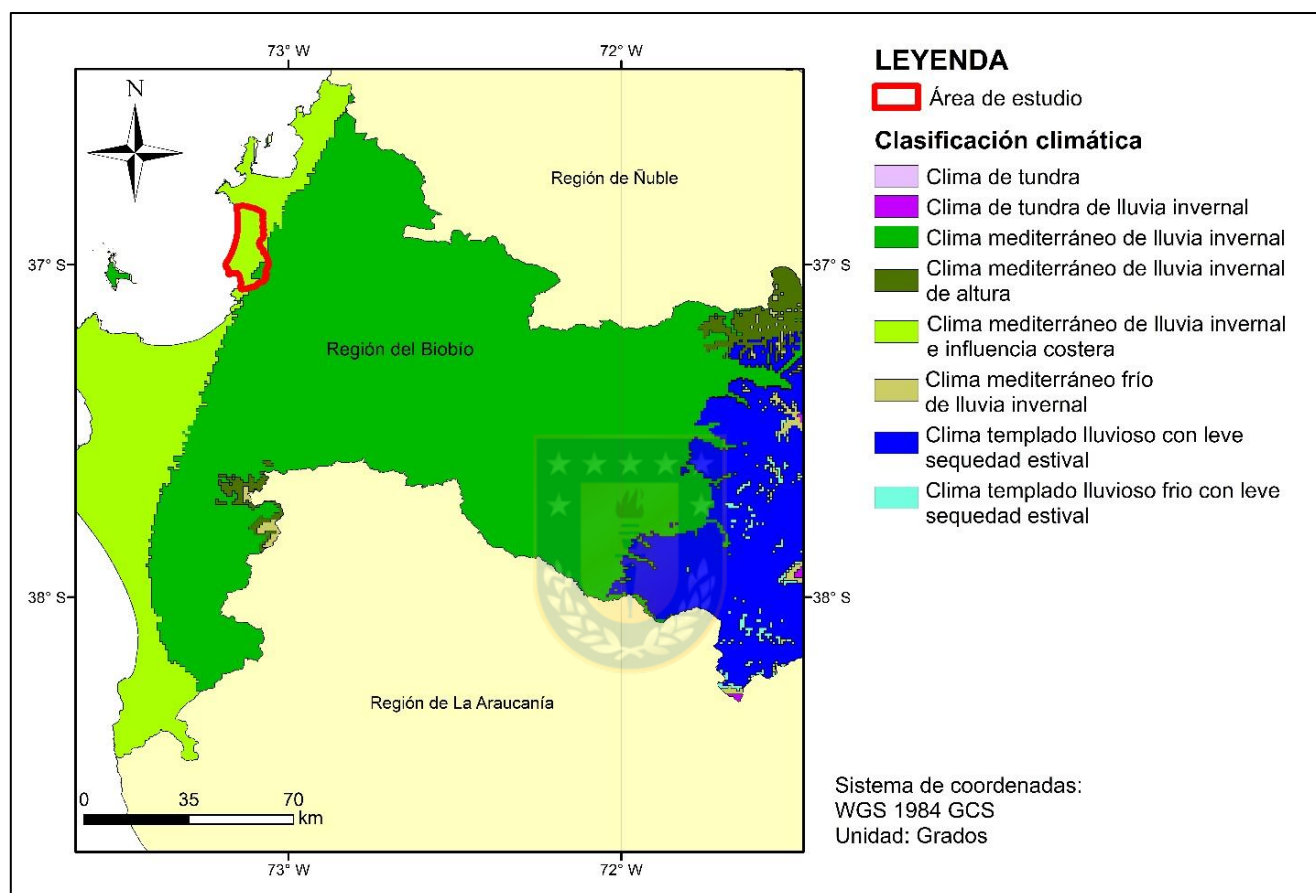 73° W
72° W
N
Región de Ñuble
37° S
37° S
Región del Biobío
38° S
38° S
Región de La Araucanía
0
35
70
km
73° W
72° W
LEYENDA
Área de estudio
Clasificación climática
Clima de tundra
Clima de tundra de lluvia invernal
Clima mediterráneo de lluvia invernal
Clima mediterráneo de lluvia invernal
de altura
Clima mediterráneo de lluvia invernal
e influencia costera
Clima mediterráneo frío
de lluvia invernal
Clima templado lluvioso con leve
sequedad estival
Clima templado lluvioso frio con leve
sequedad estival
Sistema de coordenadas:
WGS 1984 GCS
Unidad: Grados